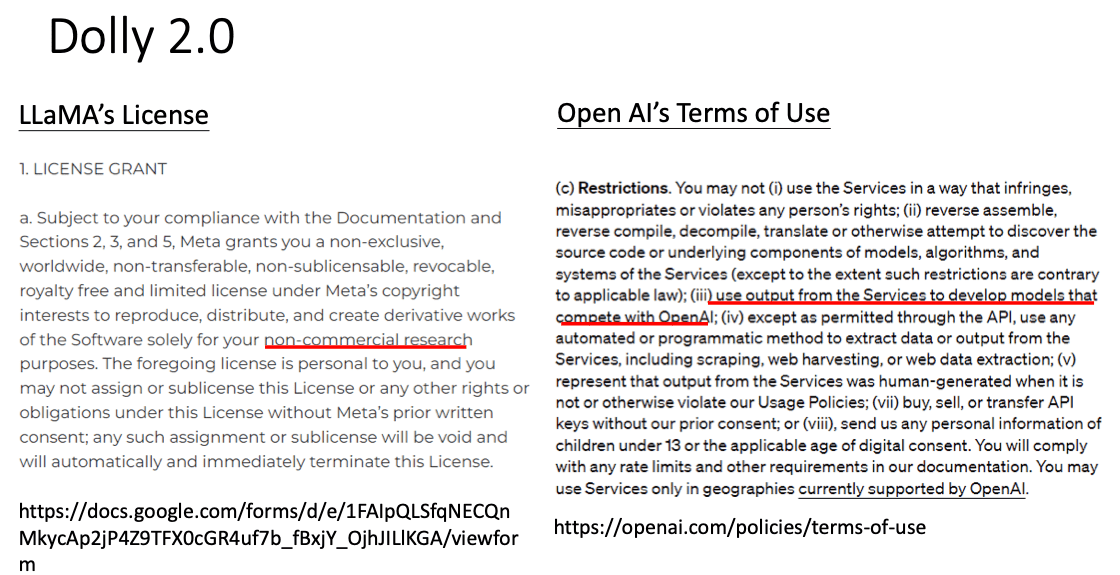 Dolly 2.0
LLaMA’s License
1. LICENSE GRANT
a. Subject to your compliance with the Documentation and
Sections 2, 3, and 5, Meta grants you a non-exclusive,
worldwide, non-transferable, non-sublicensable, revocable,
royalty free and limited license under Meta’s copyright
interests to reproduce, distribute, and create derivative works
of the Software solely for your non-commercial research
purposes. The foregoing license is personal to you, and you
may not assign or sublicense this License or any other rights or
obligations under this License without Meta’s prior written
consent; any such assignment or sublicense will be void and
will automatically and immediately terminate this License.
https://docs.google.com/forms/d/e/1FAIpQLSfqNECQn
MkycAp2jP4Z9TFX0cGR4uf7b_fBxjY_OjhJILlKGA/viewfor
m
Open AI’s Terms of Use
(c) Restrictions. You may not (i) use the Services in a way that infringes,
misappropriates or violates any person’s rights; (ii) reverse assemble,
reverse compile, decompile, translate or otherwise attempt to discover the
source code or underlying components of models, algorithms, and
systems of the Services (except to the extent such restrictions are contrary
to applicable law); (iii) use output from the Services to develop models that
compete with OpenAI; (iv) except as permitted through the API, use any
automated or programmatic method to extract data or output from the
Services, including scraping, web harvesting, or web data extraction; (v)
represent that output from the Services was human-generated when it is
not or otherwise violate our Usage Policies; (vii) buy, sell, or transfer API
keys without our prior consent; or (viii), send us any personal information of
children under 13 or the applicable age of digital consent. You will comply
with any rate limits and other requirements in our documentation. You may
use Services only in geographies currently supported by OpenAI.
https://openai.com/policies/terms-of-use